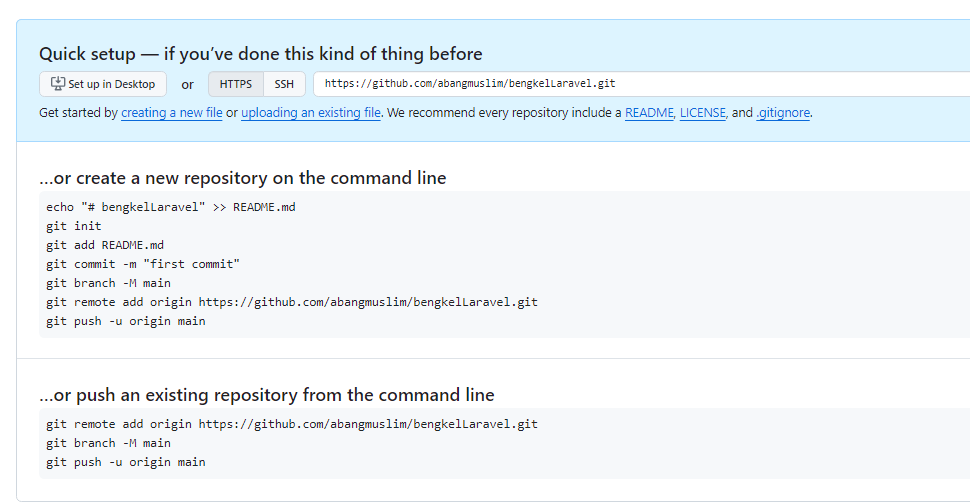 Quick setup — if you’ve done this kind of thing before
Set up in Desktop or HTTPS SSH https://github.com/abangmuslim/bengkelLaravel.git
Get started by creating a new file or uploading an existing file. We recommend every repository include a README, LICENSE, and .gitignore.
…or create a new repository on the command line
echo "# bengkelLaravel" >> README.md
git init
git add README.md
git commit -m "first commit"
git branch -M main
git remote add origin https://github.com/abangmuslim/bengkelLaravel.git
git push -u origin main
…or push an existing repository from the command line
git remote add origin https://github.com/abangmuslim/bengkelLaravel.git
git branch -M main
git push -u origin main